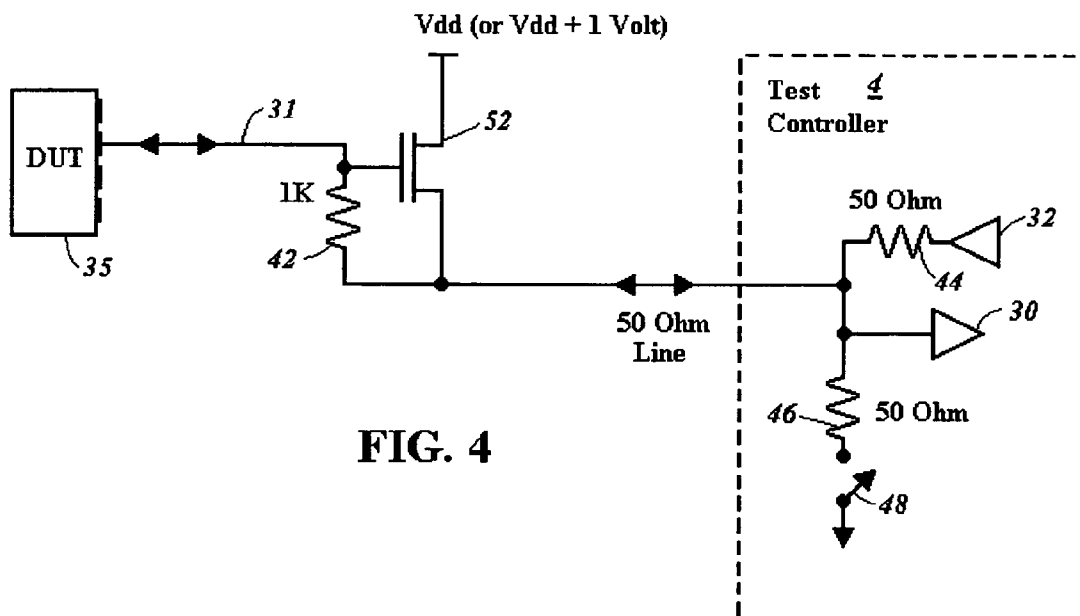 Vdd (or Vdd + 1 Volt)
Test 4
Controller
31
52
DUT
1K
50 Ohm
32
42
44
35
30
50 Ohm
Line
46
50 Ohm
FIG. 4
48